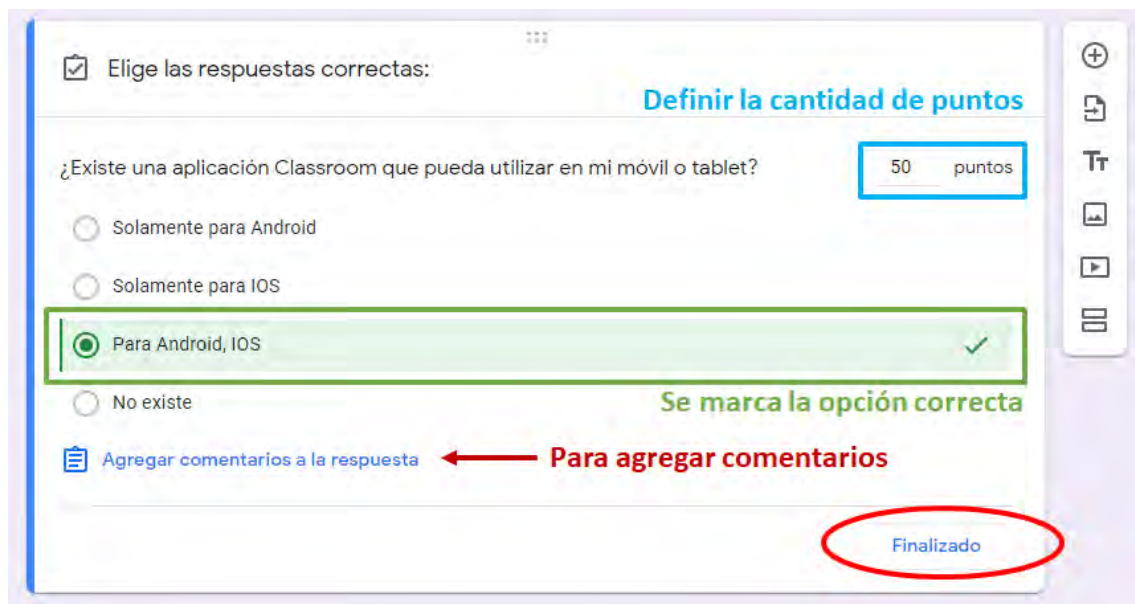 Elige las respuestas correctas:
Definir la cantidad de puntos
¿Existe una aplicación Classroom que pueda utilizar en mi móvil o tablet?
50 puntos
Solamente para Android
Solamente para IOS
Para Android, IOS
No existe
Se marca la opción correcta
Agregar comentarios a la respuesta
Para agregar comentarios
Finalizado
Tт